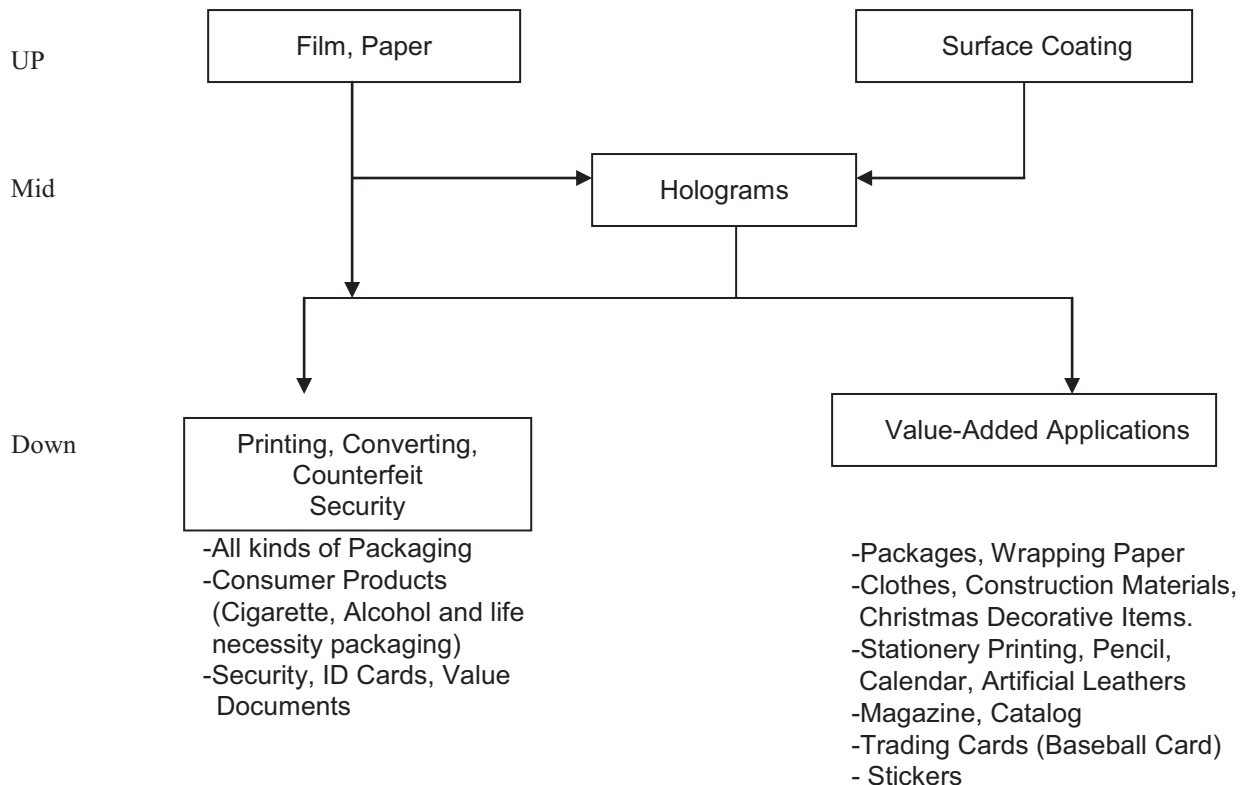 UP
Film, Paper
Surface Coating
Mid
Holograms
Down
Printing, Converting,
Counterfeit
Security
-All kinds of Packaging
-Consumer Products
(Cigarette, Alcohol and life
necessity packaging)
-Security, ID Cards, Value
Documents
Value-Added Applications
-Packages, Wrapping Paper
-Clothes, Construction Materials,
Christmas Decorative Items.
-Stationery Printing, Pencil,
Calendar, Artificial Leathers
-Magazine, Catalog
-Trading Cards (Baseball Card)
- Stickers